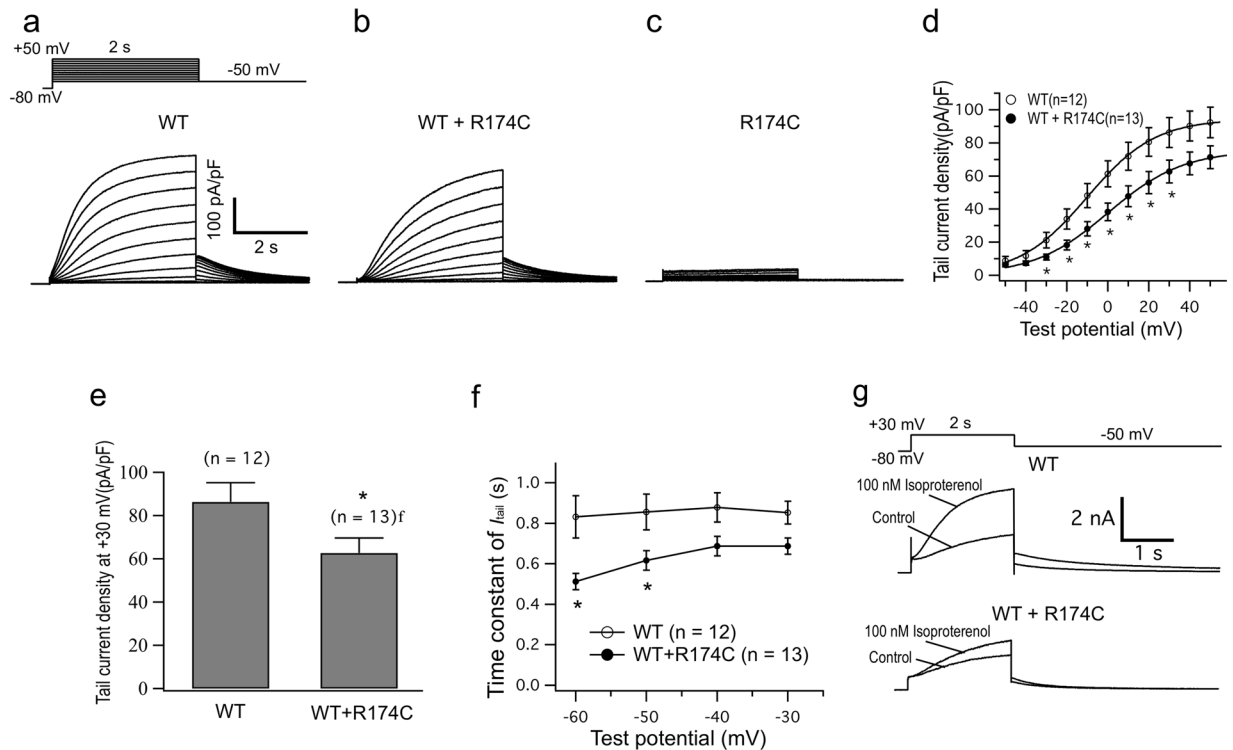 a
+50 mV
2 s
-50 mV
-80 mV
WT
100 pA/pF
2 s
b
WT + R174C
c
R174C
d
Tail current density(pA/pF)
100
80
60
40
20
0
WT(n=12)
WT + R174C(n=13)
*
*
*
*
*
*
*
-40
-20
0
20
40
Test potential (mV)
e
Tail current density at +30 mV(pA/pF)
100
80
60
40
20
0
(n = 12)
*
(n = 13)f
WT
WT+R174C
f
Time constant of Itail (s)
1.0
0.8
0.6
0.4
0.2
0.0
*
*
WT (n = 12)
WT+R174C (n = 13)
-60
-50
-40
-30
Test potential (mV)
g
+30 mV
2 s
-50 mV
-80 mV
WT
100 nM Isoproterenol
Control
2 nA
1 s
WT + R174C
100 nM Isoproterenol
Control